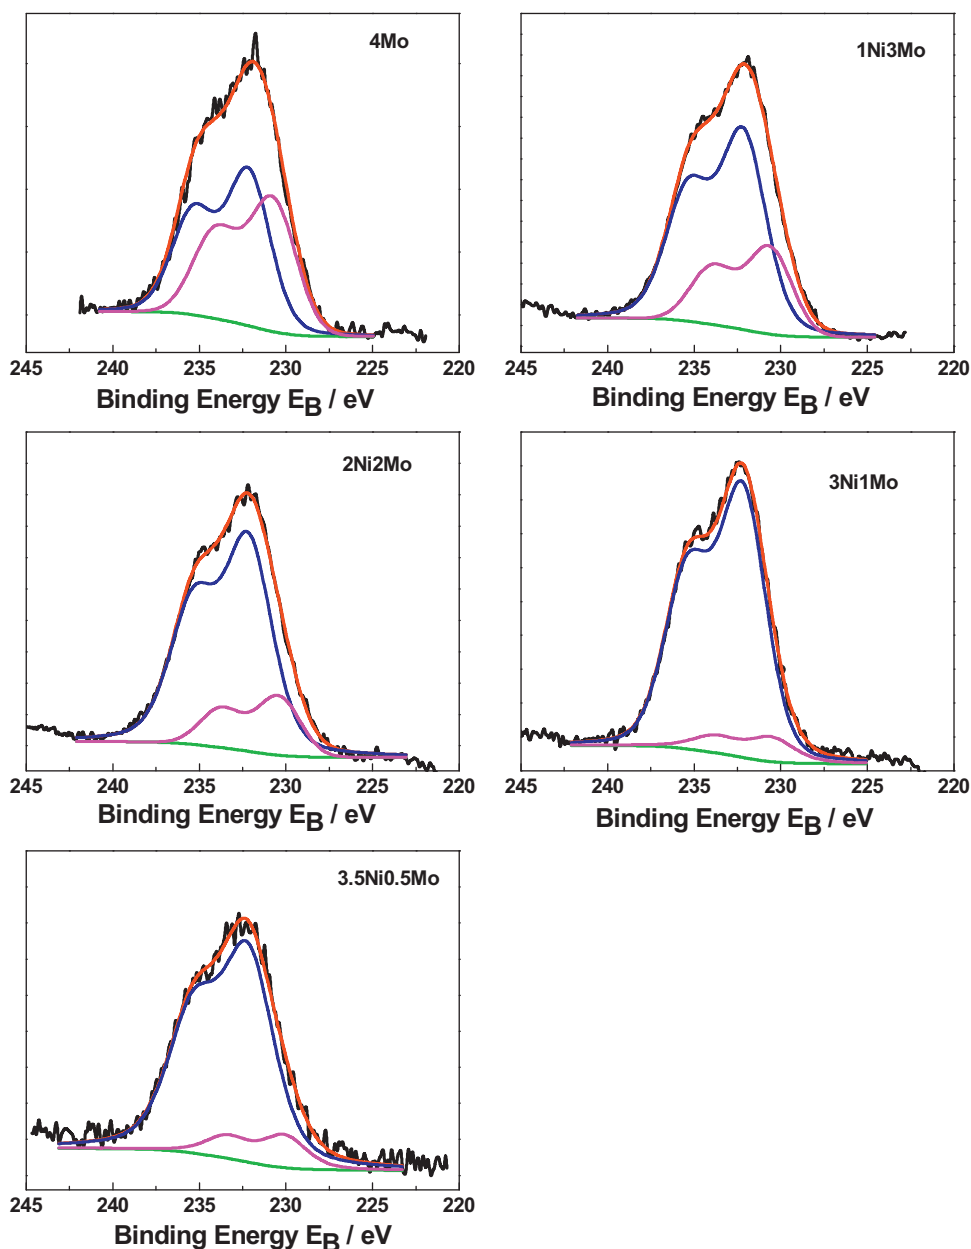 4Mo
245 240 235 230 225 220
Binding Energy E_B / eV
1Ni3Mo
245 240 235 230 225 220
Binding Energy E_B / eV
2Ni2Mo
245 240 235 230 225 220
Binding Energy E_B / eV
3Ni1Mo
245 240 235 230 225 220
Binding Energy E_B / eV
3.5Ni0.5Mo
245 240 235 230 225 220
Binding Energy E_B / eV